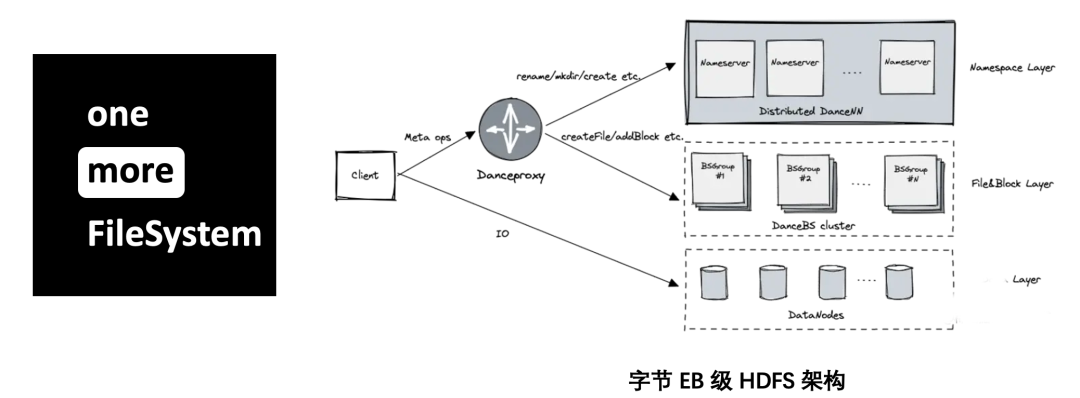 one
more
FileSystem
Client
Meta ops
Danceproxy
rename/mkdir/create etc.
createFile/addBlock etc.
IO
Nameserver
Nameserver
....
Nameserver
Distributed DanceNN
Namespace Layer
BSGroup
#1
BSGroup
#2
....
BSGroup
#N
DanceBS cluster
File&Block Layer
....
DataNodes
Layer
字节 EB 级 HDFS 架构